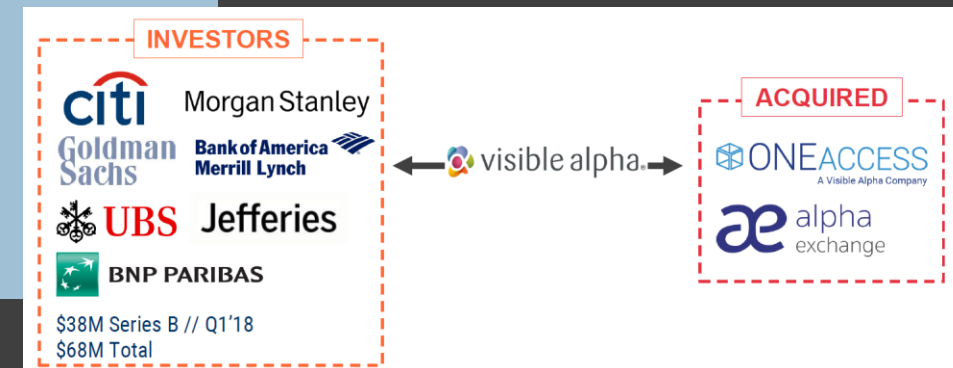 INVESTORS
citi
Morgan Stanley
Goldman
Sachs
Bank of America
Merrill Lynch
UBS
Jefferies
BNP PARIBAS
$38M Series B // Q1'18
$68M Total
visible alpha.
ACQUIRED
ONEACCESS
A Visible Alpha Company
ae alpha
exchange